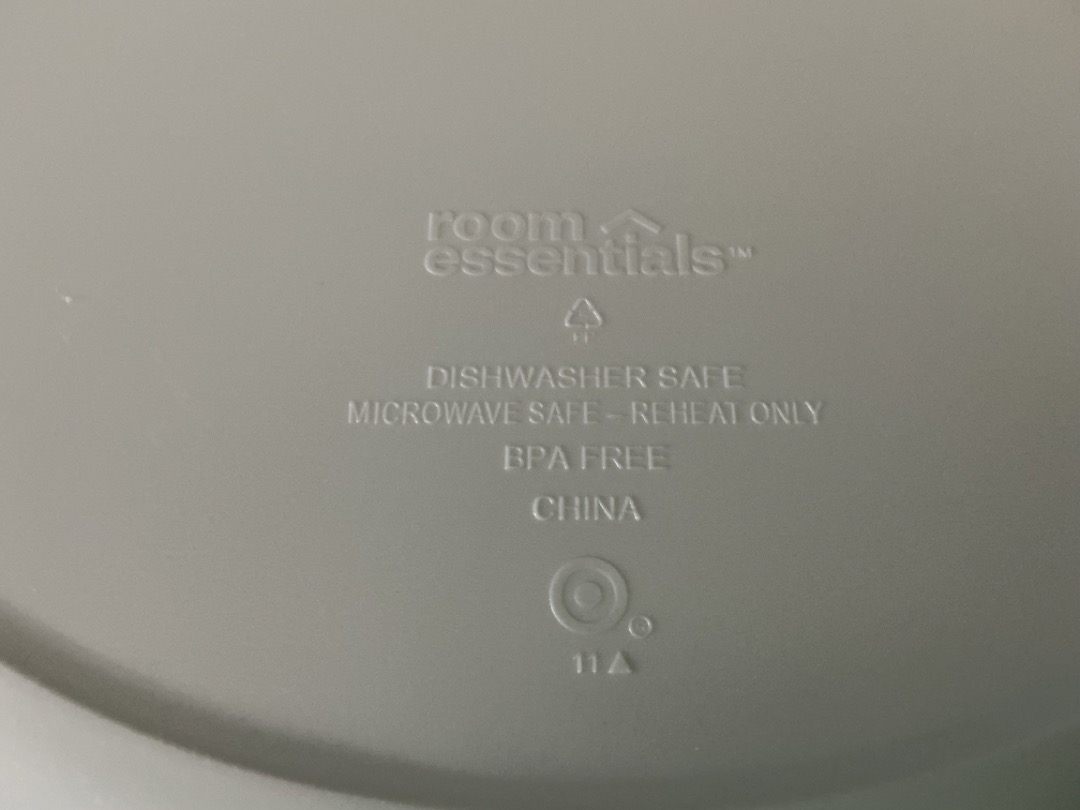 room
essentials™
DISHWASHER SAFE
MICROWAVE SAFE - REHEAT ONLY
BPA FREE
CHINA
11